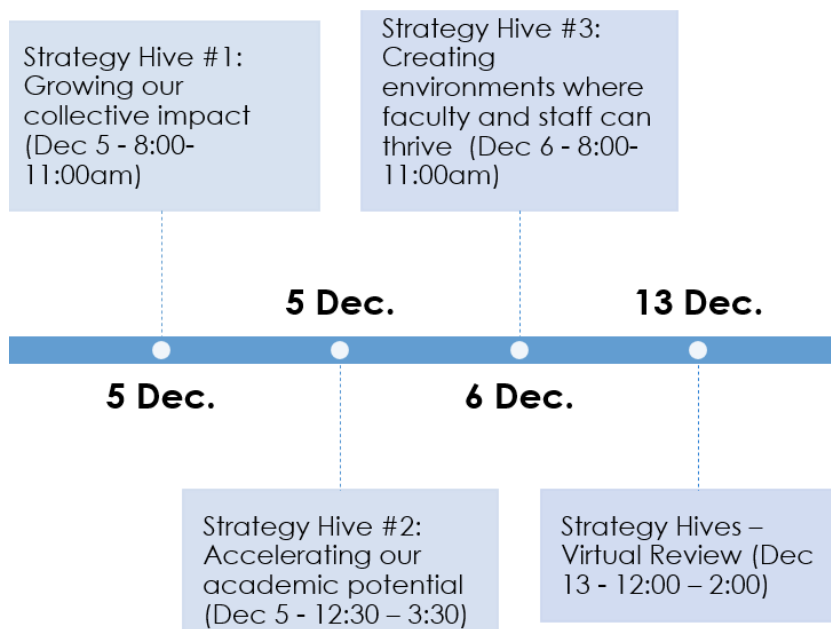 Strategy Hive #1:
Growing our
collective impact
(Dec 5 - 8:00-
11:00am)
Strategy Hive #3:
Creating
environments where
faculty and staff can
thrive  (Dec 6 - 8:00-
11:00am)
5 Dec.
13 Dec.
5 Dec.
6 Dec.
Strategy Hive #2:
Accelerating our
academic potential
(Dec 5 - 12:30 – 3:30)
Strategy Hives –
Virtual Review (Dec
13 - 12:00 – 2:00)